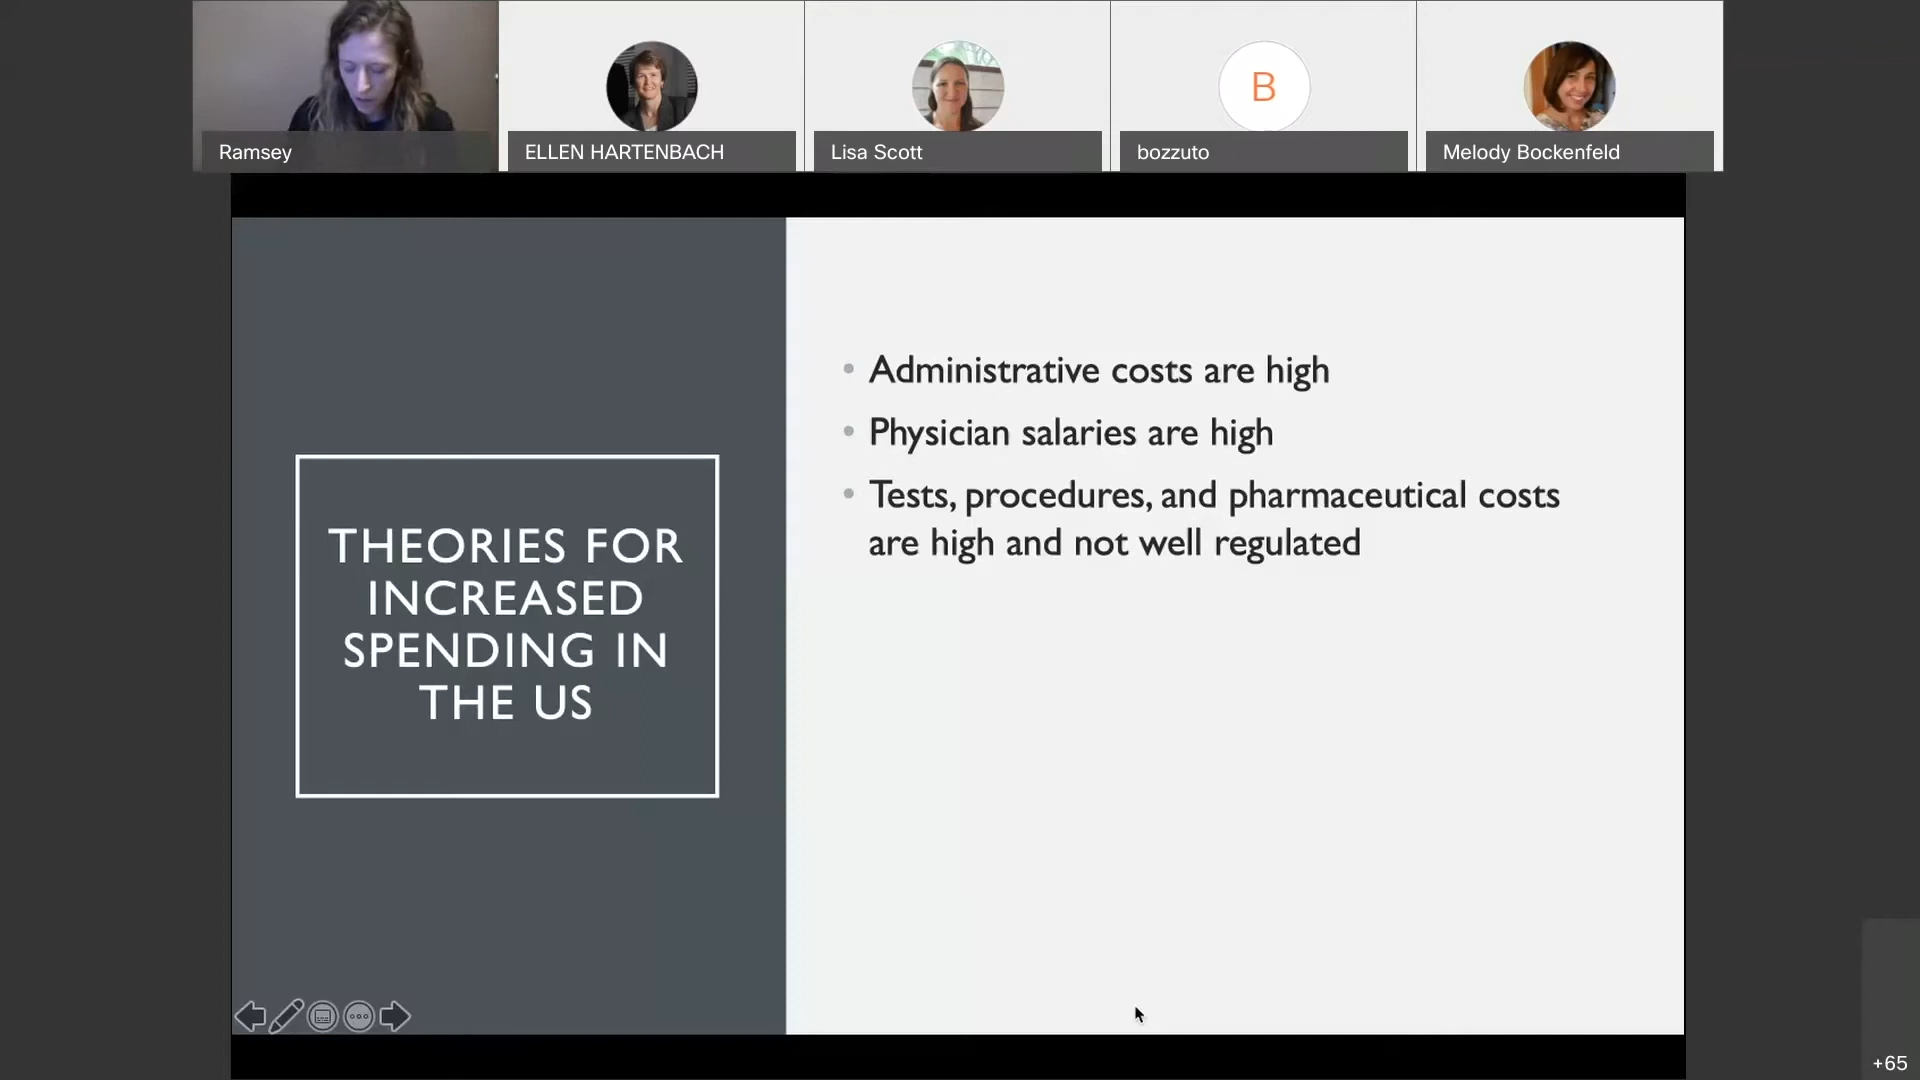 Ramsey
ELLEN HARTENBACH
Lisa Scott
B
bozzuto
Melody Bockenfeld
THEORIES FOR
INCREASED
SPENDING IN
THE US
Administrative costs are high
Physician salaries are high
Tests, procedures, and pharmaceutical costs
are high and not well regulated
+65